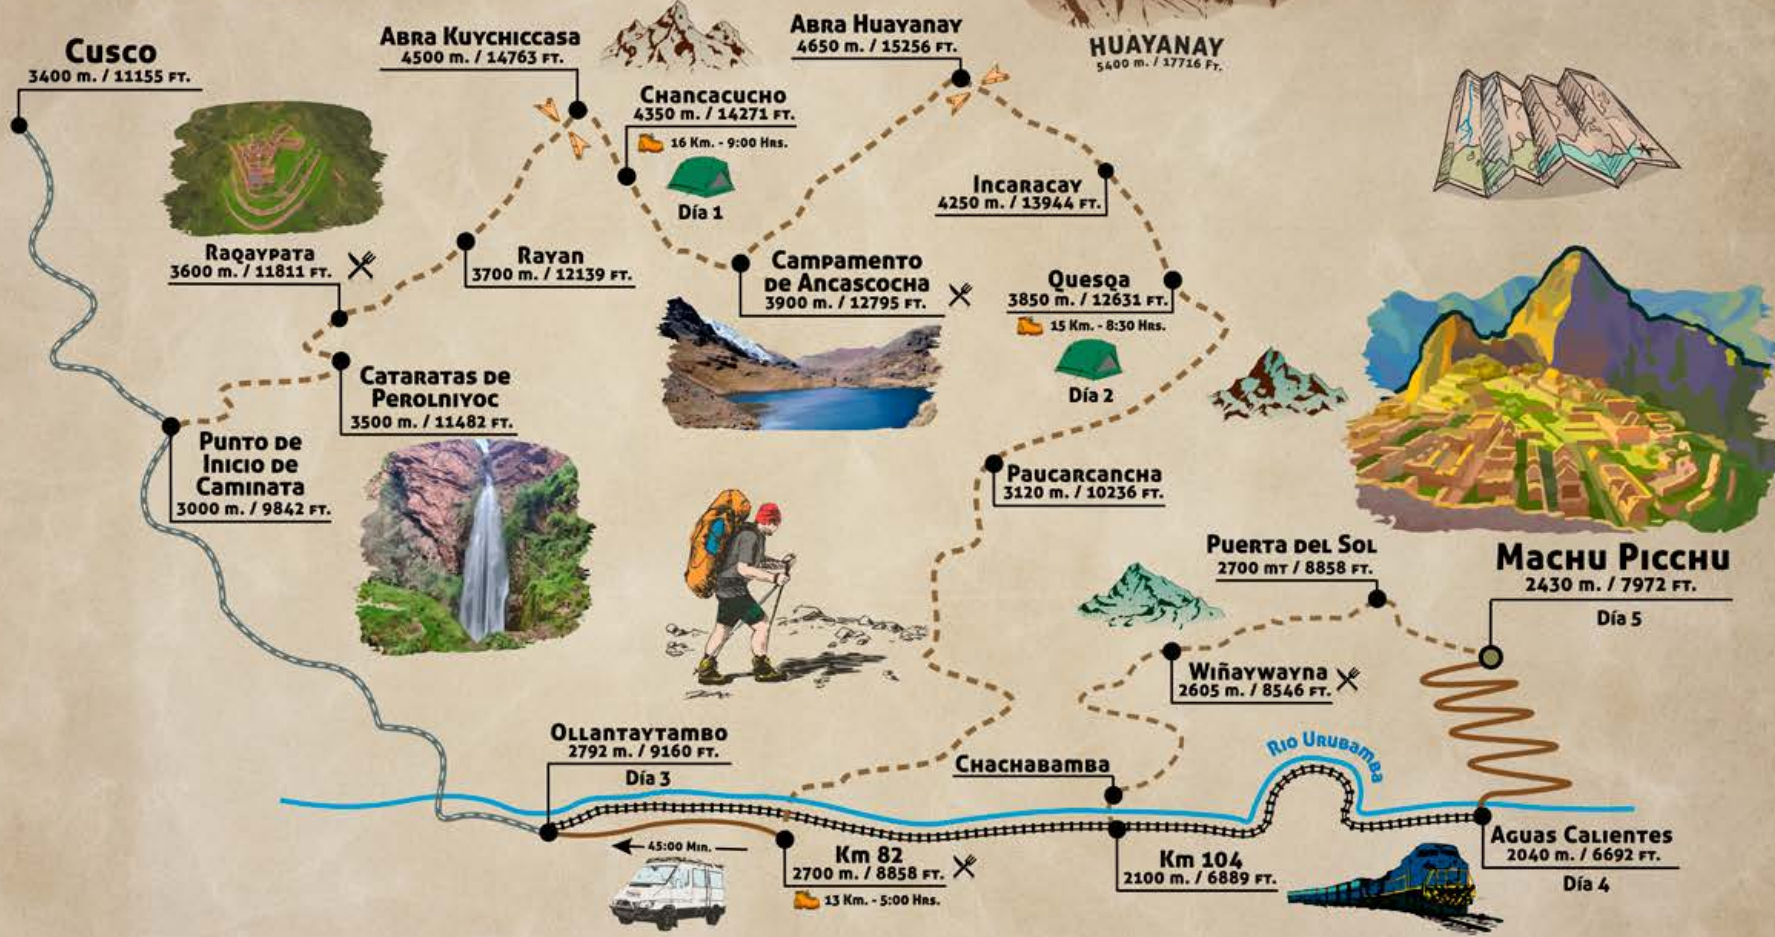 Cusco
3400 m. / 11155 FT.
Abra Kuychiccasa
4500 m. / 14763 FT.
Abra Huayanay
4650 m. / 15256 FT.
HUAYANAY
5400 m. / 17716 FT.
Chancacucho
4350 m. / 14271 FT.
16 Km. - 9:00 Hrs.
Día 1
Incaracay
4250 m. / 13944 FT.
Raqaypata
3600 m. / 11811 FT.
Rayan
3700 m. / 12139 FT.
Campamento
de Ancascocha
3900 m. / 12795 FT.
Quesqa
3850 m. / 12631 FT.
15 Km. - 8:30 Hrs.
Día 2
Cataratas de
Perolniyoc
3500 m. / 11482 FT.
Punto de
Inicio de
Caminata
3000 m. / 9842 FT.
Paucarcancha
3120 m. / 10236 FT.
Puerta del Sol
2700 mt / 8858 FT.
Machu Picchu
2430 m. / 7972 FT.
Día 5
Wiñaywayna
2605 m. / 8546 FT.
Ollantaytambo
2792 m. / 9160 FT.
Día 3
Chachabamba
Rio Urubamba
45:00 Min.
Km 82
2700 m. / 8858 FT.
13 Km. - 5:00 Hrs.
Km 104
2100 m. / 6889 FT.
Aguas Calientes
2040 m. / 6692 FT.
Día 4